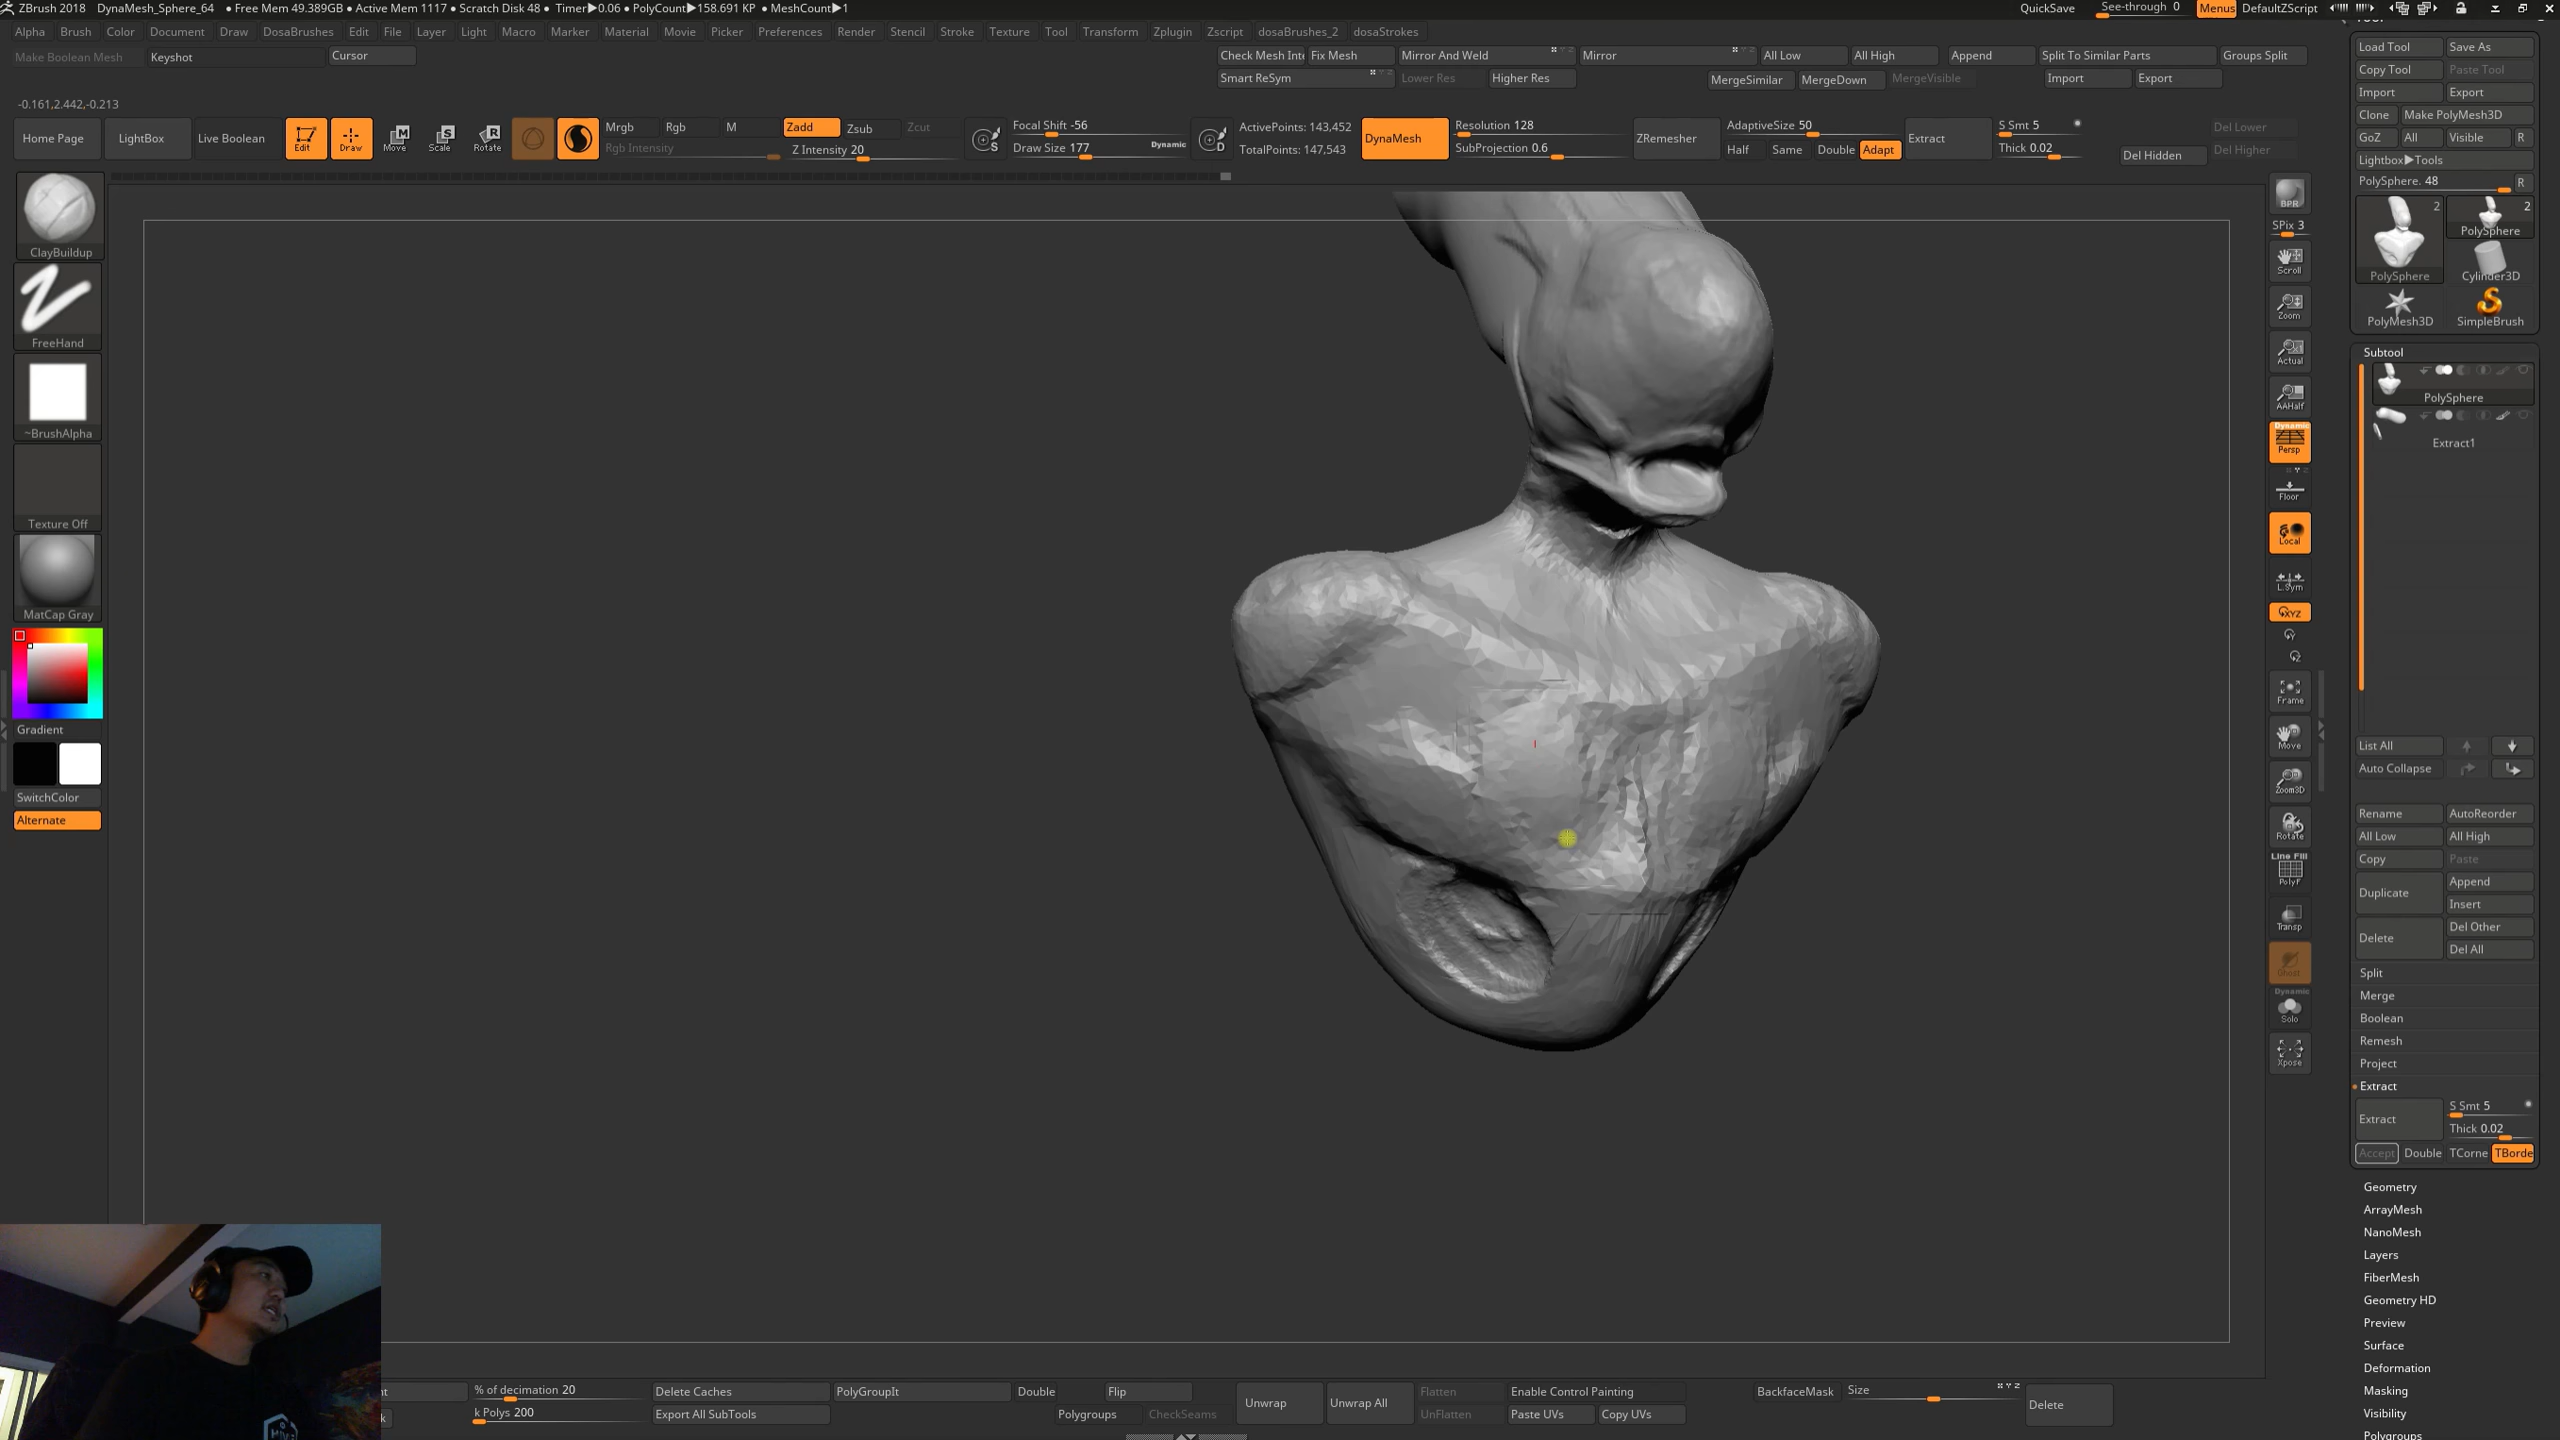 ZBrush 2018 DynaMesh_Sphere_64 • Free Mem 49.389GB • Active Mem 1117 • Scratch Disk 48 • Timer▶0.06 • PolyCount▶158.691 KP • MeshCount▶1 QuickSave See-through 0 Menus DefaultZScript
Alpha Brush Color Document Draw DosaBrushes Edit File Layer Light Macro Marker Material Movie Picker Preferences Render Stencil Stroke Texture Tool Transform Zplugin Zscript dosaBrushes_2 dosaStrokes
Make Boolean Mesh Keyshot Cursor Check Mesh Int Fix Mesh Mirror And Weld Mirror All Low All High Append Split To Similar Parts Groups Split
Smart ReSym Lower Res Higher Res MergeSimilar MergeDown MergeVisible Import Export
-0.161,2.442,-0.213
Home Page LightBox Live Boolean Edit Draw Move Scale Rotate
Mrgb Rgb M Zadd Zsub Zcut
Rgb Intensity Z Intensity 20
Focal Shift -56
Draw Size 177 Dynamic
ActivePoints: 143,452
TotalPoints: 147,543
DynaMesh
Resolution 128
SubProjection 0.6
ZRemesher
AdaptiveSize 50
Half Same Double Adapt
Extract
S Smt 5
Thick 0.02
Del Hidden
Del Lower
Del Higher
ClayBuildup
FreeHand
~BrushAlpha
Texture Off
MatCap Gray
Gradient
SwitchColor
Alternate
BPR
SPix 3
Scroll
Zoom
Actual
AAHalf
Dynamic
Persp
Floor
Local
L.Sym
XYZ
Frame
Move
Zoom3D
Rotate
Line Fill
PolyF
Transp
Ghost
Dynamic
Solo
Xpose
Load Tool Save As
Copy Tool Paste Tool
Import Export
Clone Make PolyMesh3D
GoZ All Visible R
Lightbox▶Tools
PolySphere. 48 R
2 2
PolySphere
PolySphere Cylinder3D
PolyMesh3D SimpleBrush
Subtool
PolySphere
Extract1
List All
Auto Collapse
Rename AutoReorder
All Low All High
Copy Paste
Duplicate Append
Insert
Delete Del Other
Del All
Split
Merge
Boolean
Remesh
Project
Extract
Extract S Smt 5
Thick 0.02
Accept Double TCorne TBorde
Geometry
ArrayMesh
NanoMesh
Layers
FiberMesh
Geometry HD
Preview
Surface
Deformation
Masking
Visibility
Polygroups
% of decimation 20 Delete Caches PolyGroupIt Double Flip Unwrap Unwrap All Flatten Enable Control Painting BackfaceMask Size Delete
k Polys 200 Export All SubTools Polygroups CheckSeams UnFlatten Paste UVs Copy UVs